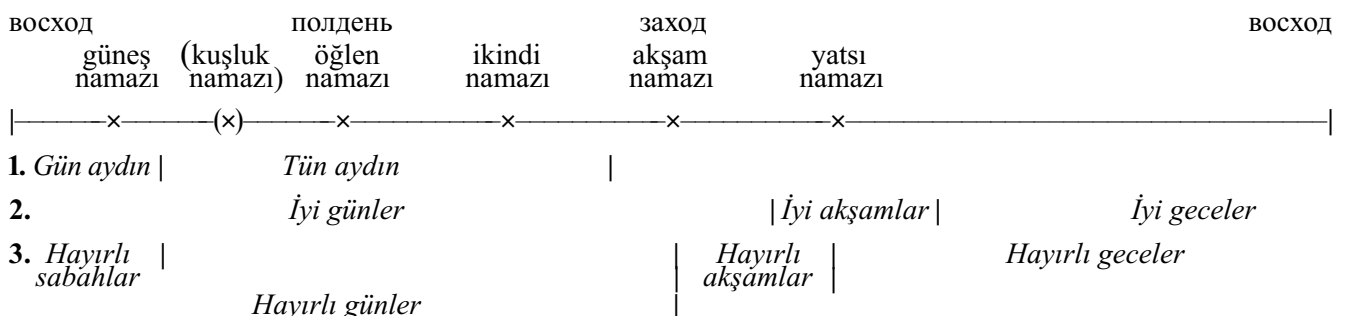 восход полдень заход восход
güneş (kuşluk öğlen ikindi akşam yatsı
namazı namazı) namazı namazı namazı namazı
|———×———(×)———×—————×—————×—————×———————————————|
1. Gün aydın | Tün aydın |
2. İyi günler | İyi akşamlar | İyi geceler
3. Hayırlı | | Hayırlı | Hayırlı geceler
sabahlar | akşamlar |
Hayırlı günler |